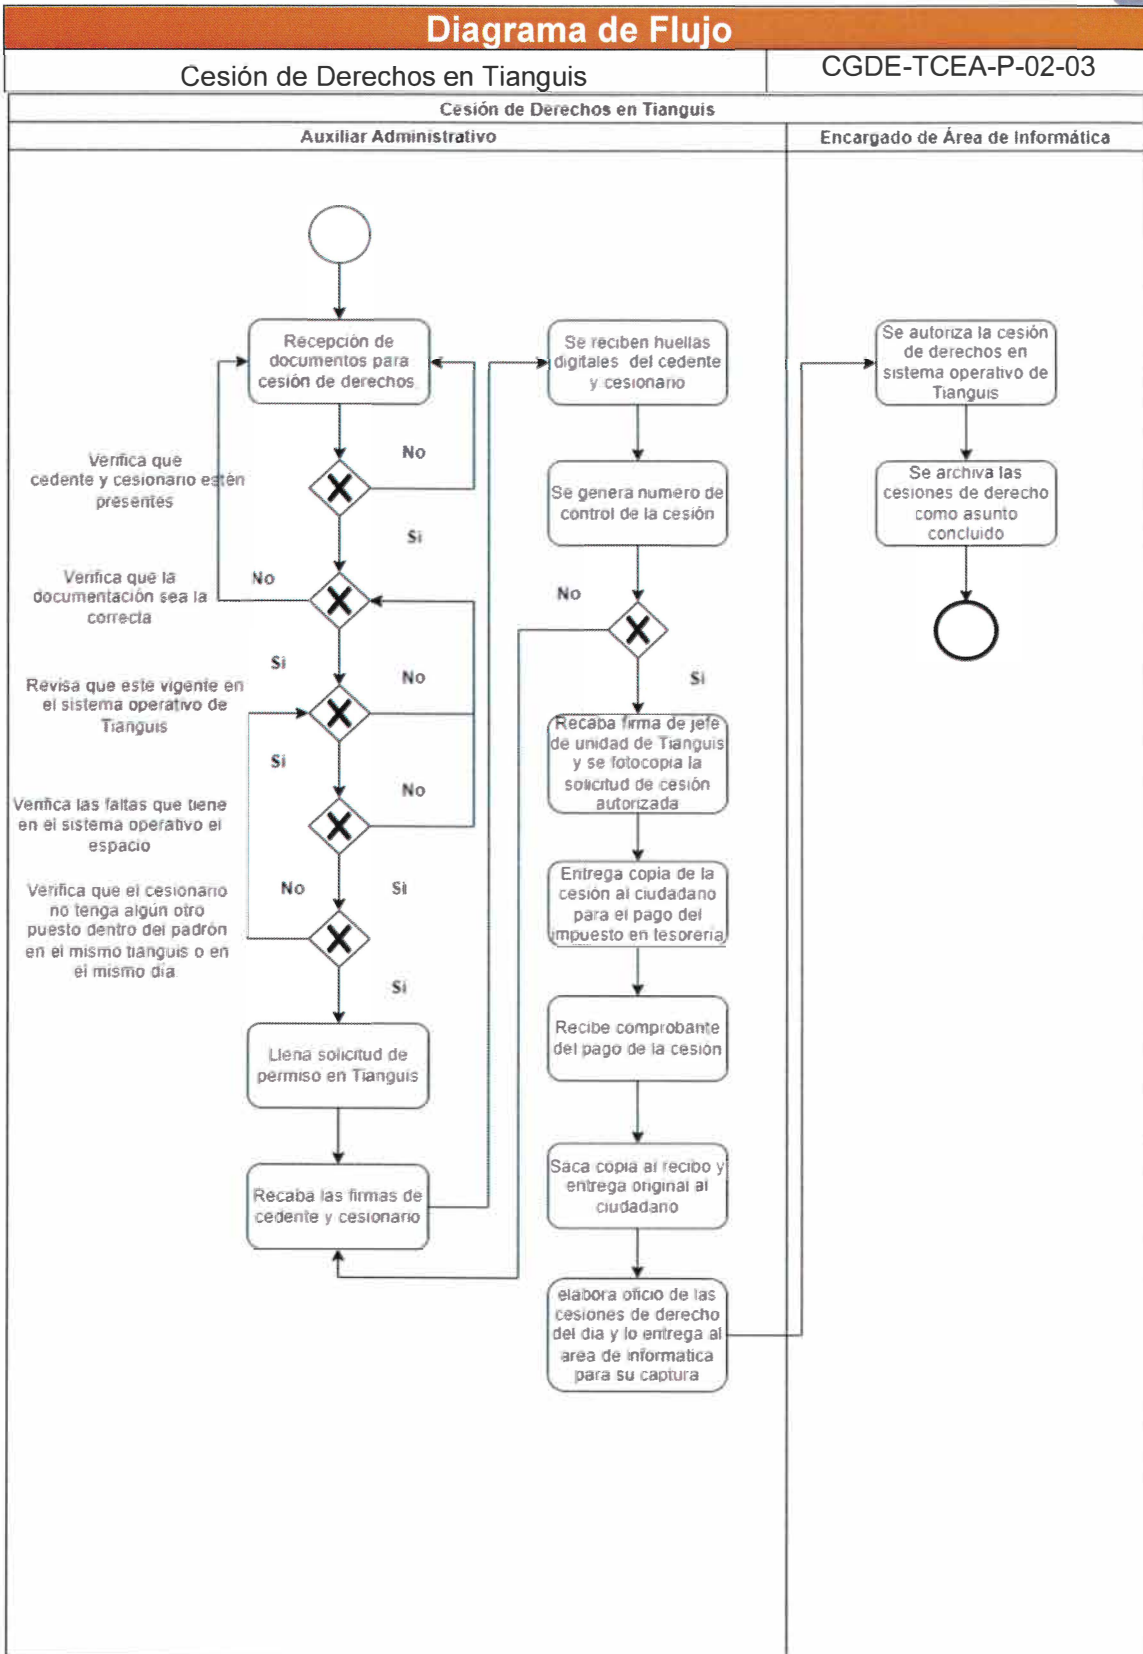 Diagrama de Flujo
Cesión de Derechos en Tianguis
CGDE-TCEA-P-02-03
Cesión de Derechos en Tianguis
Auxiliar Administrativo
Encargado de Área de Informática
Recepción de
documentos para
cesión de derechos
Verifica que
cedente y cesionario estén
presentes
No
Si
Verifica que la
documentación sea la
correcta
No
Si
Revisa que este vigente en
el sistema operativo de
Tianguis
No
Si
Verifica las faltas que tiene
en el sistema operativo el
espacio
No
Si
Verifica que el cesionario
no tenga algún otro
puesto dentro del padrón
en el mismo tianguis o en
el mismo día
No
Si
Llena solicitud de
permiso en Tianguis
Recaba las firmas de
cedente y cesionario
Se reciben huellas
digitales del cedente
y cesionario
Se genera numero de
control de la cesión
No
Si
Recaba firma de jefe
de unidad de Tianguis
y se fotocopia la
solicitud de cesión
autorizada
Entrega copia de la
cesión al ciudadano
para el pago del
impuesto en tesorería
Recibe comprobante
del pago de la cesión
Saca copia al recibo y
entrega original al
ciudadano
elabora oficio de las
cesiones de derecho
del dia y lo entrega al
area de informatica
para su captura
Se autoriza la cesión
de derechos en
sistema operativo de
Tianguis
Se archiva las
cesiones de derecho
como asunto
concluido